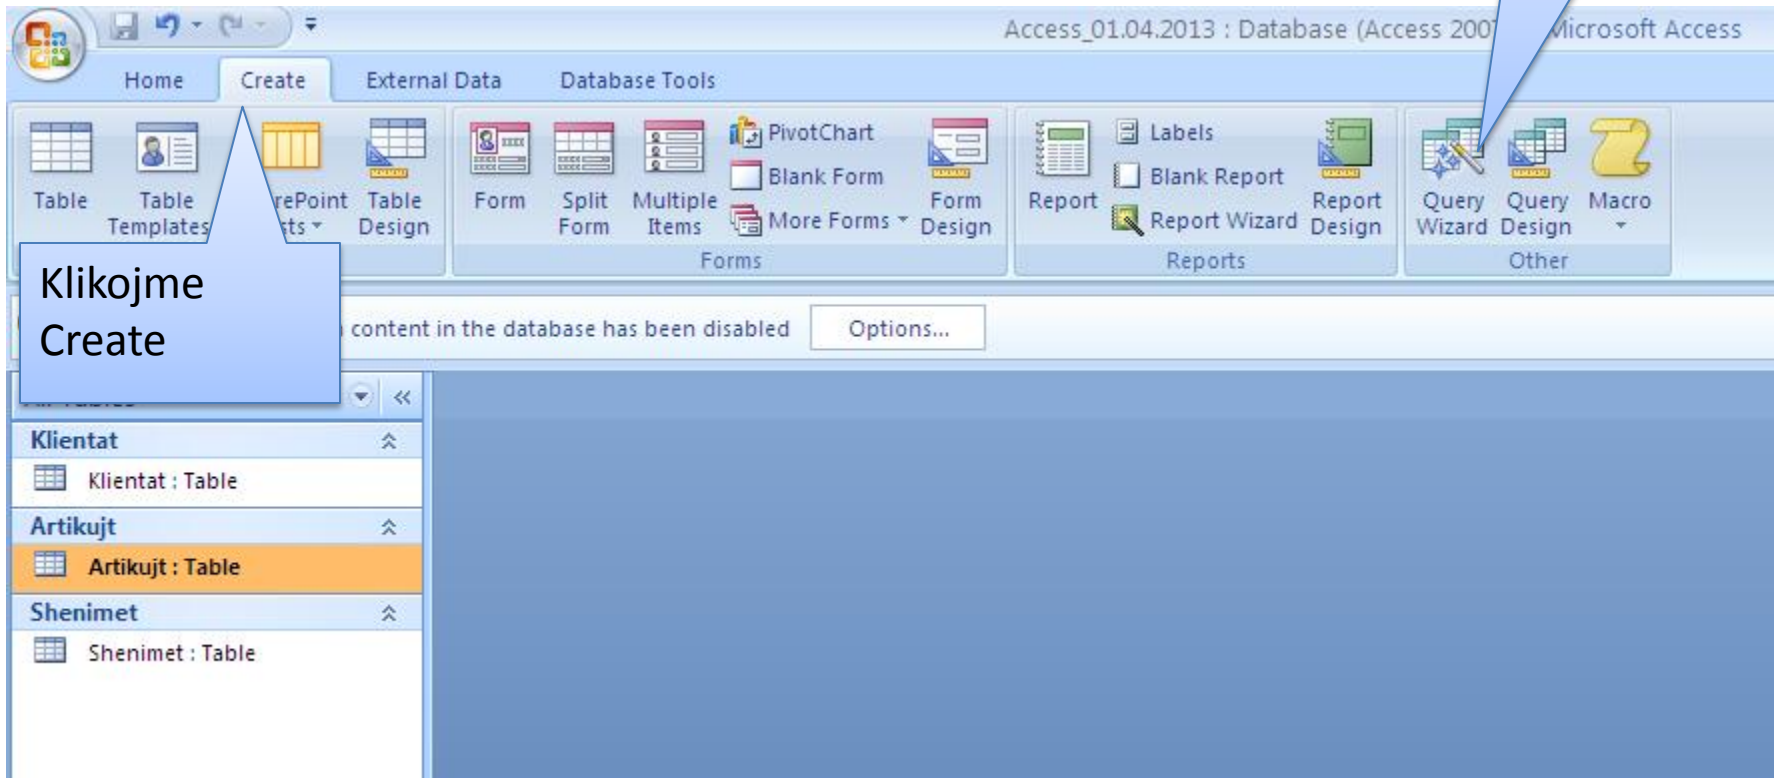 Access_01.04.2013 : Database (Access 200 Microsoft Access
Home Create External Data Database Tools
Table
Table Templates
ePoint
Table Design
Form
Split Form
Multiple Items
PivotChart
Blank Form
More Forms
Form Design
Report
Labels
Blank Report
Report Wizard
Report Design
Query Wizard
Query Design
Macro
Forms
Reports
Other
Klikojme
Create
content in the database has been disabled
Options...
Klientat
Klientat : Table
Artikujt
Artikujt : Table
Shenimet
Shenimet : Table